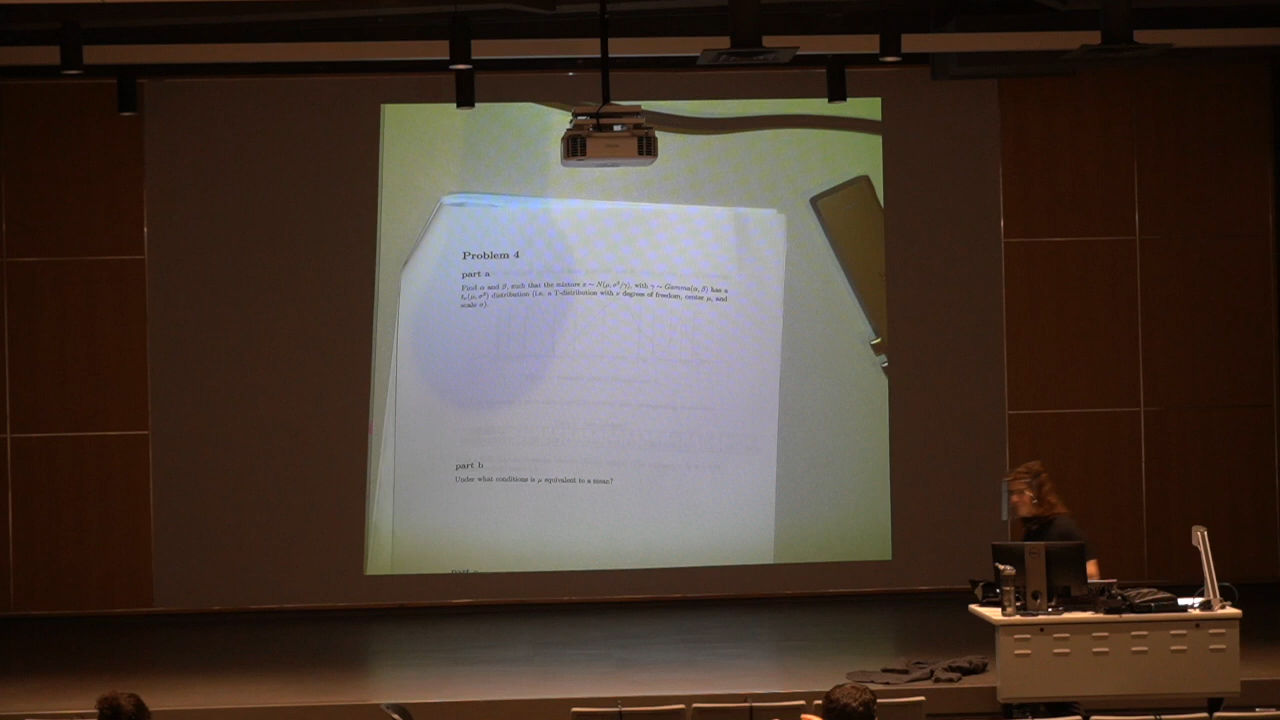 Problem 4
part a
Find α and β, such that the mixture x ∼ N(μ, σ²/γ), with γ ∼ Gamma(α, β) has a
tᵥ(μ, σ²) distribution (i.e. a T-distribution with ν degrees of freedom, center μ, and
scale σ).
part b
Under what conditions is μ equivalent to a mean?